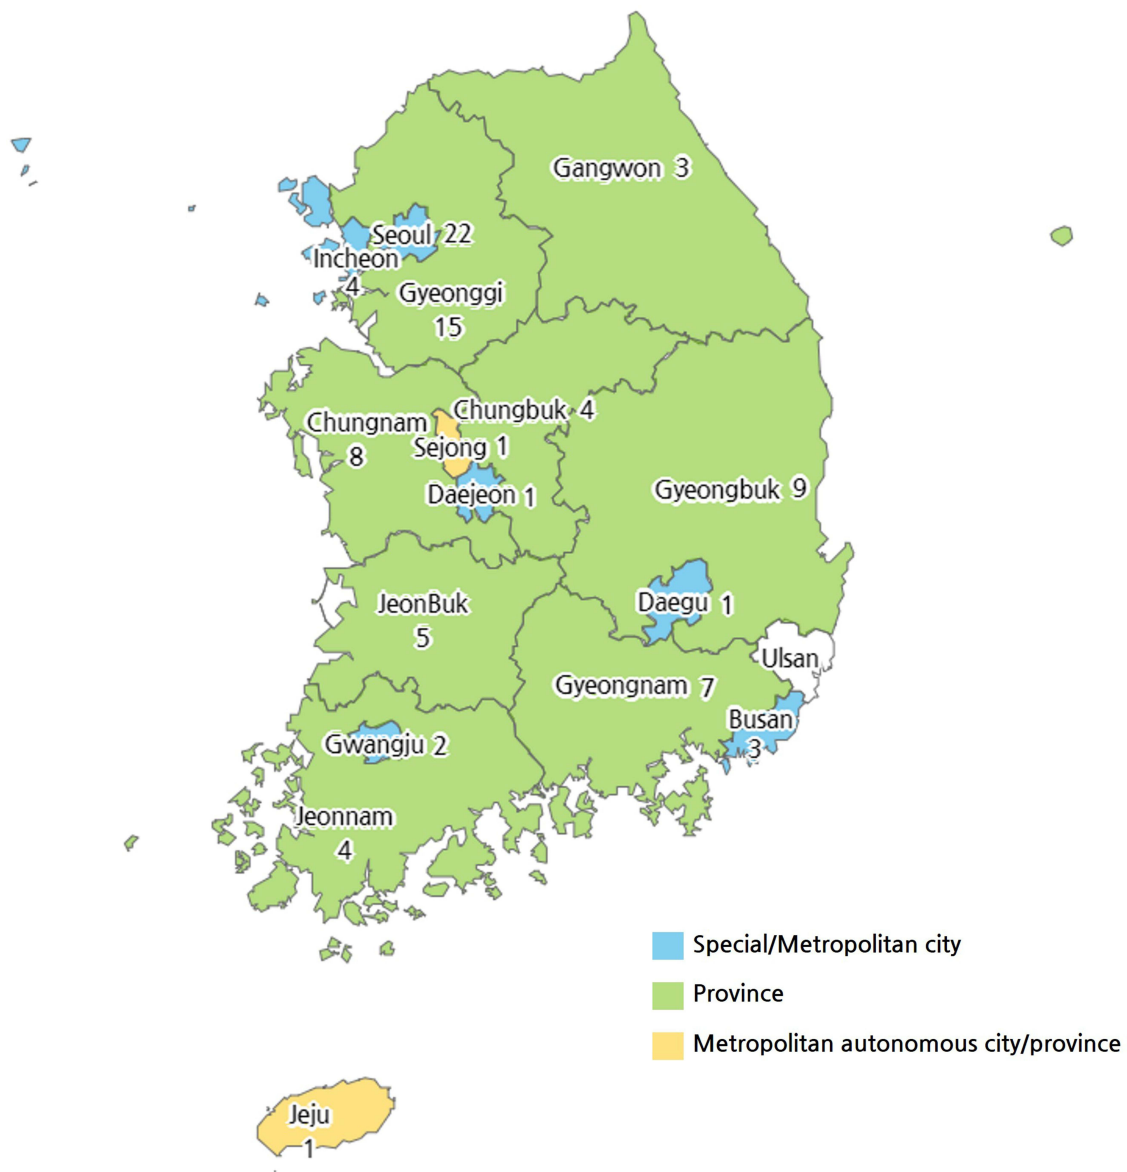 Gangwon 3
Seoul 22
Incheon
4
Gyeonggi
15
Chungbuk 4
Chungnam
8
Sejong 1
Daejeon 1
Gyeongbuk 9
JeonBuk
5
Daegu 1
Ulsan
Gyeongnam 7
Busan
3
Gwangju 2
Jeonnam
4
Special/Metropolitan city
Province
Metropolitan autonomous city/province
Jeju
1